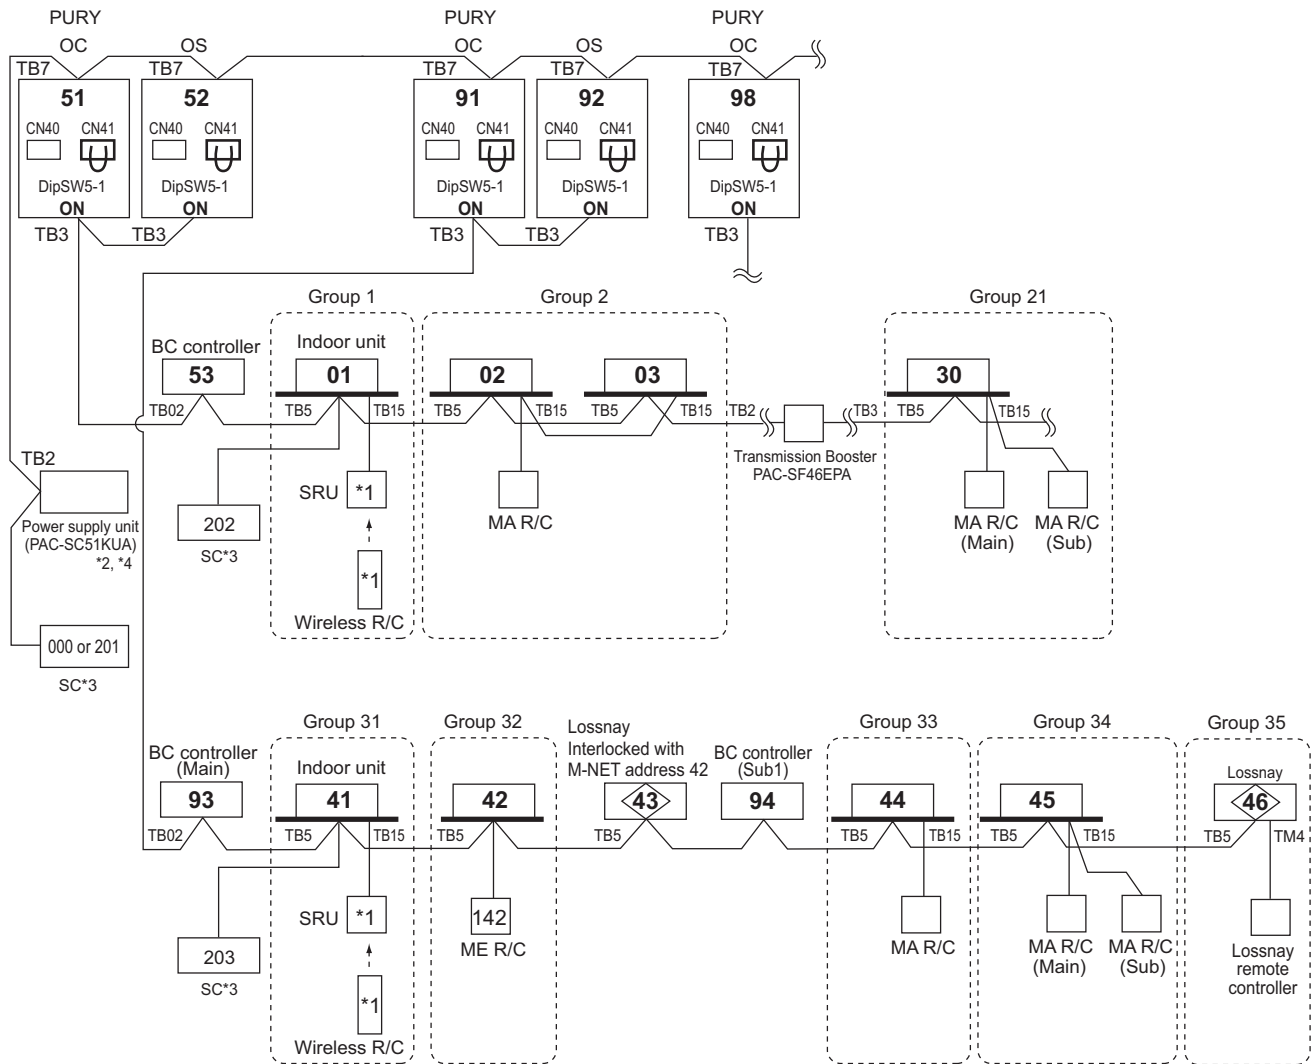 PURY PURY PURY
OC OS OC OS OC
TB7 TB7 TB7 TB7 TB7
51 52 91 92 98
CN40 CN41 CN40 CN41 CN40 CN41 CN40 CN41 CN40 CN41
DipSW5-1 DipSW5-1 DipSW5-1 DipSW5-1 DipSW5-1
ON ON ON ON ON
TB3 TB3 TB3 TB3 TB3
Group 1 Group 2 Group 21
BC controller Indoor unit
53 01 02 03 30
TB02 TB5 TB15 TB5 TB15 TB5 TB15 TB2 TB3 TB5 TB15
Transmission Booster
PAC-SF46EPA
TB2
SRU *1
MA R/C
MA R/C
(Main)
MA R/C
(Sub)
202
SC*3
Power supply unit
(PAC-SC51KUA)
*2, *4
*1
Wireless R/C
000 or 201
SC*3
Group 31 Group 32 Group 33 Group 34 Group 35
BC controller
(Main)
Indoor unit
Lossnay
Interlocked with
M-NET address 42
BC controller
(Sub1)
Lossnay
93 41 42 43 94 44 45 46
TB02 TB5 TB15 TB5 TB5 TB5 TB15 TB5 TB15 TB5 TM4
SRU *1
142
ME R/C
MA R/C
MA R/C
(Main)
MA R/C
(Sub)
Lossnay
remote
controller
203
SC*3
*1
Wireless R/C